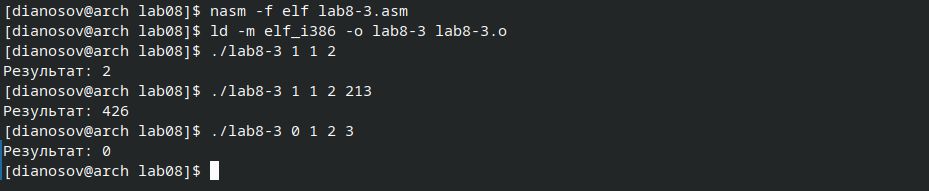 [dianosov@arch lab08]$ nasm -f elf lab8-3.asm
[dianosov@arch lab08]$ ld -m elf_i386 -o lab8-3 lab8-3.o
[dianosov@arch lab08]$ ./lab8-3 1 1 2
Результат: 2
[dianosov@arch lab08]$ ./lab8-3 1 1 2 213
Результат: 426
[dianosov@arch lab08]$ ./lab8-3 0 1 2 3
Результат: 0
[dianosov@arch lab08]$